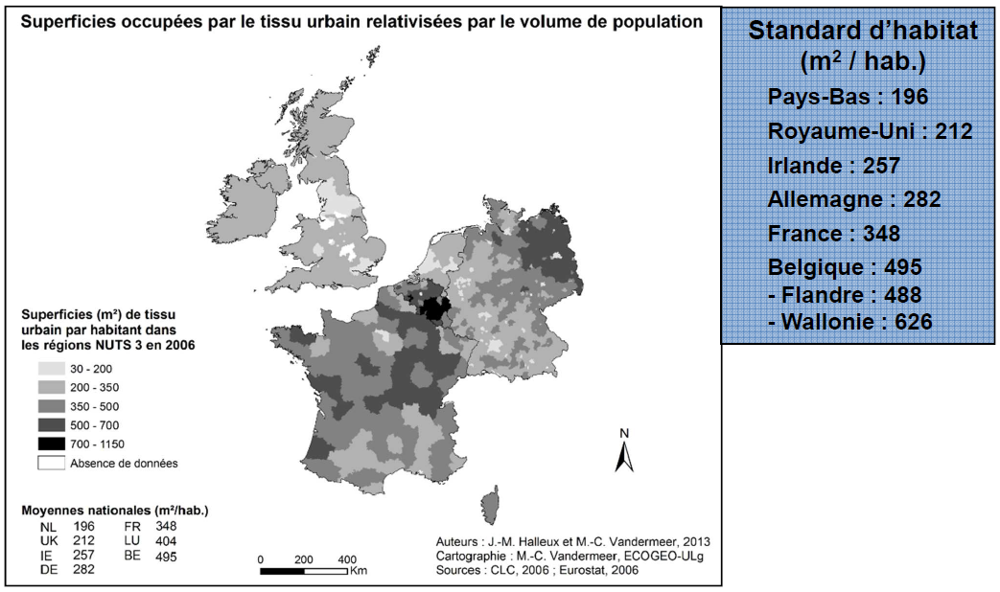 Superficies occupées par le tissu urbain relativisées par le volume de population
Superficies (m²) de tissu
urbain par habitant dans
les régions NUTS 3 en 2006
30 - 200
200 - 350
350 - 500
500 - 700
700 - 1150
Absence de données
Moyennes nationales (m²/hab.)
NL 196 FR 348
UK 212 LU 404
IE 257 BE 495
DE 282
0 200 400
Km
N
Auteurs : J.-M. Halleux et M.-C. Vandermeer, 2013
Cartographie : M.-C. Vandermeer, ECOGEO-ULg
Sources : CLC, 2006 ; Eurostat, 2006
Standard d’habitat
(m² / hab.)
Pays-Bas : 196
Royaume-Uni : 212
Irlande : 257
Allemagne : 282
France : 348
Belgique : 495
- Flandre : 488
- Wallonie : 626